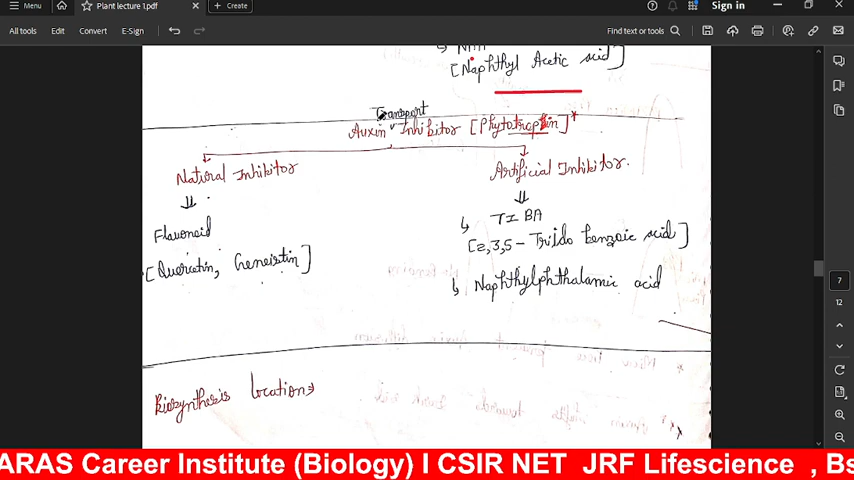 Menu
Plant lecture 1.pdf
Create
Sign in
All tools
Edit
Convert
E-Sign
Find text or tools
[Naphthyl Acetic acid]
Transport
Auxin Inhibitor [Phytotropin]*
Natural Inhibitor
Artificial Inhibitor.
Flavonoid
[Quercetin, Geneistin]
TIBA
[2,3,5- Triido benzoic acid]
Naphthylphthalamic acid
Biosynthesis location⇒
7
12
ARAS Career Institute (Biology) I CSIR NET JRF Lifescience , Bs